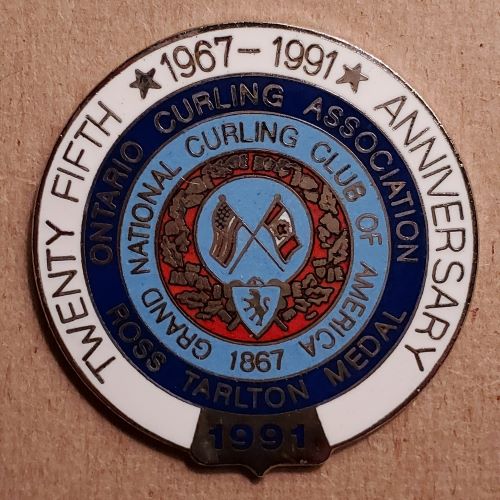 TWENTY FIFTH ★ 1967-1991 ★ ANNIVERSARY
ONTARIO CURLING ASSOCIATION
ROSS TARLTON MEDAL
GRAND NATIONAL CURLING CLUB OF AMERICA
1867
1991